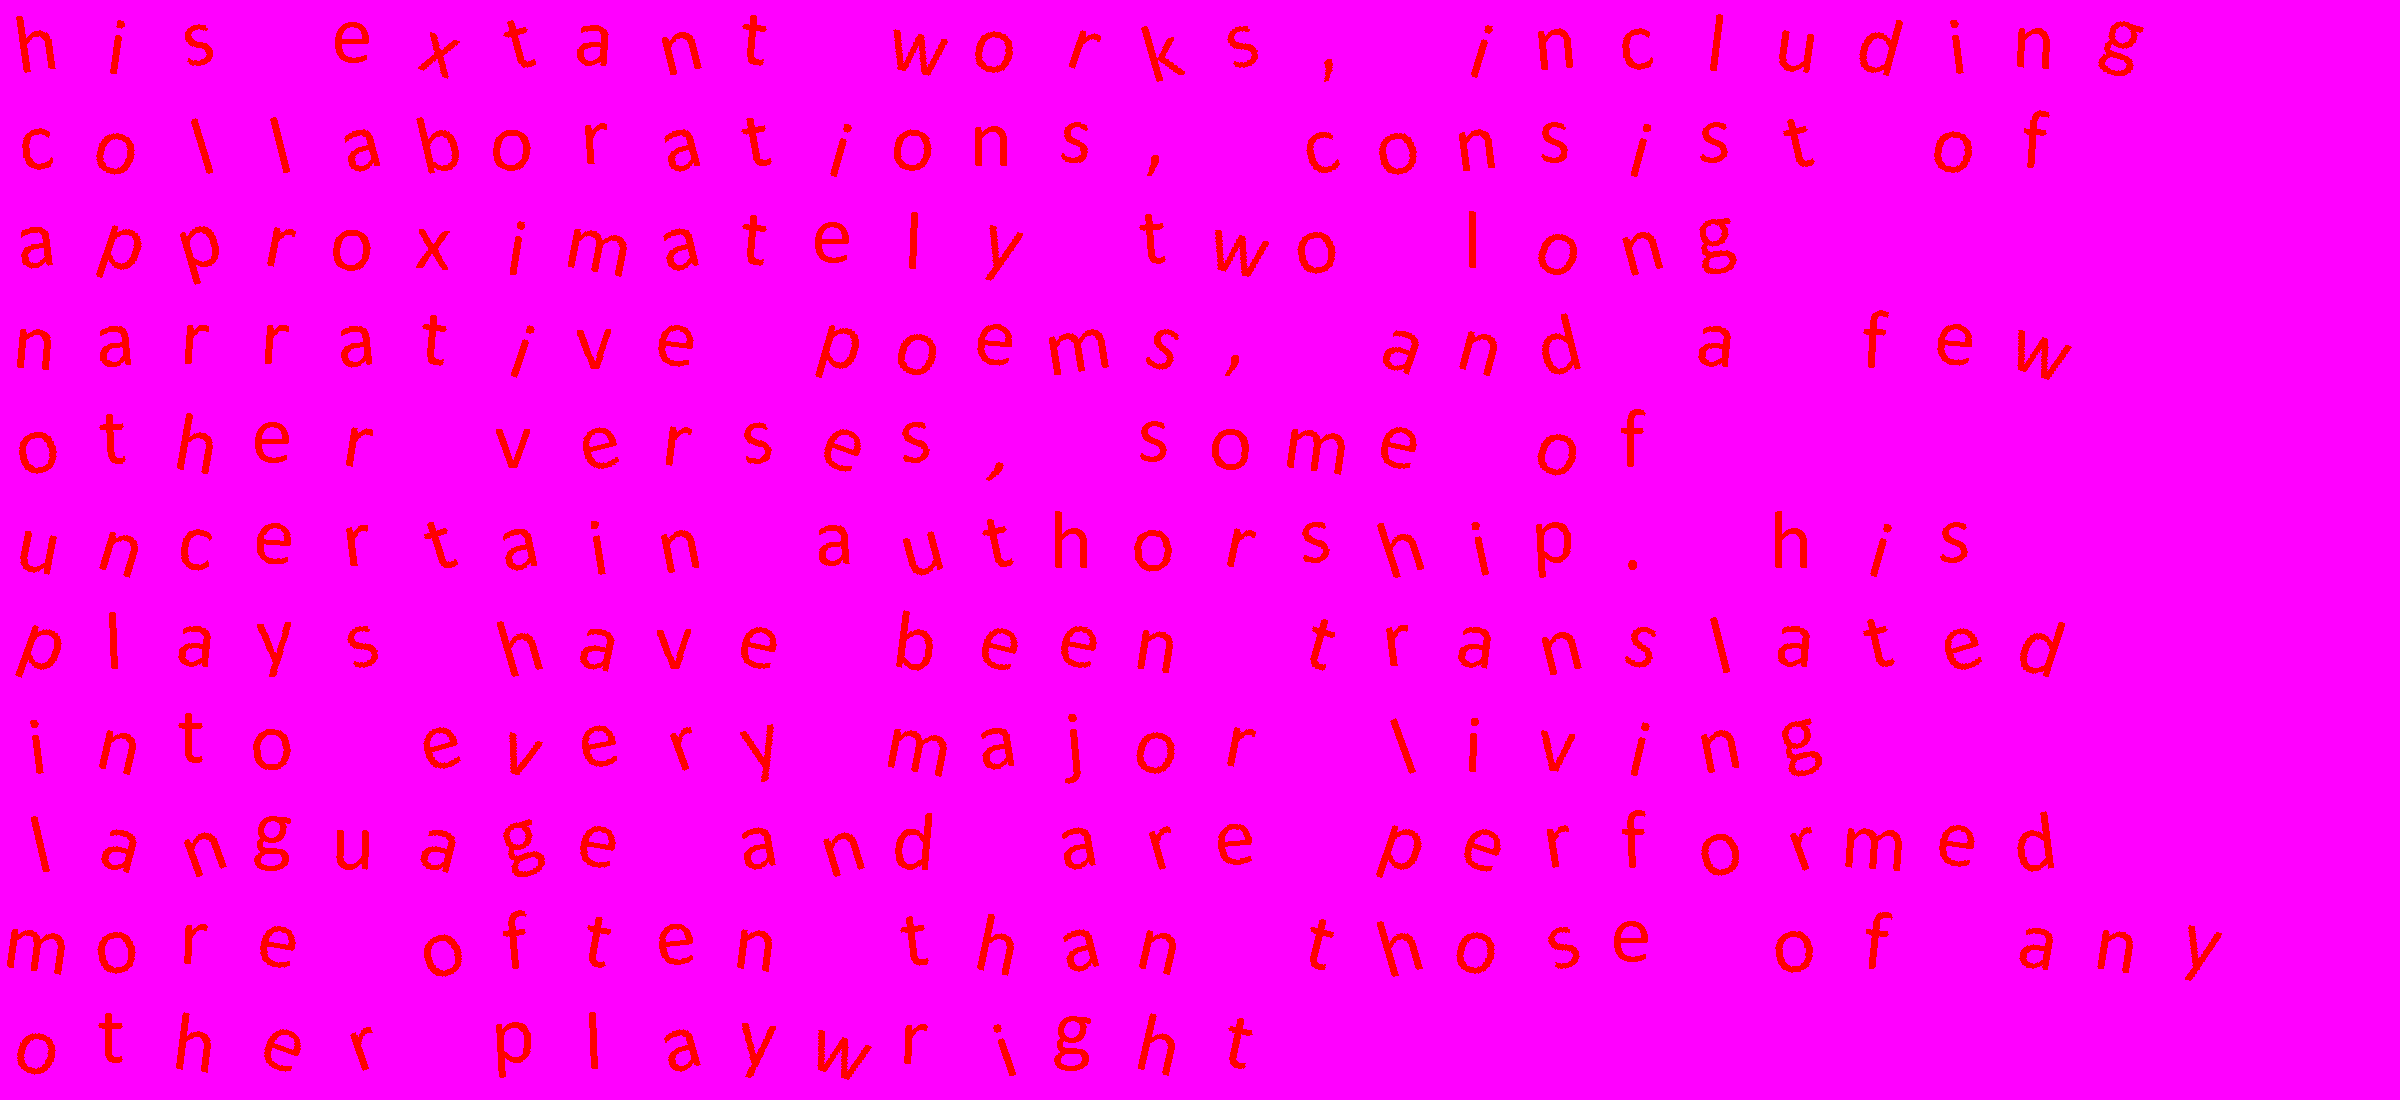 his extant works, including
collaborations, consist of
approximately two long
narrative poems, and a few
other verses, some of
uncertain authorship. his
plays have been translated
into every major living
language and are performed
more often than those of any
other playwright